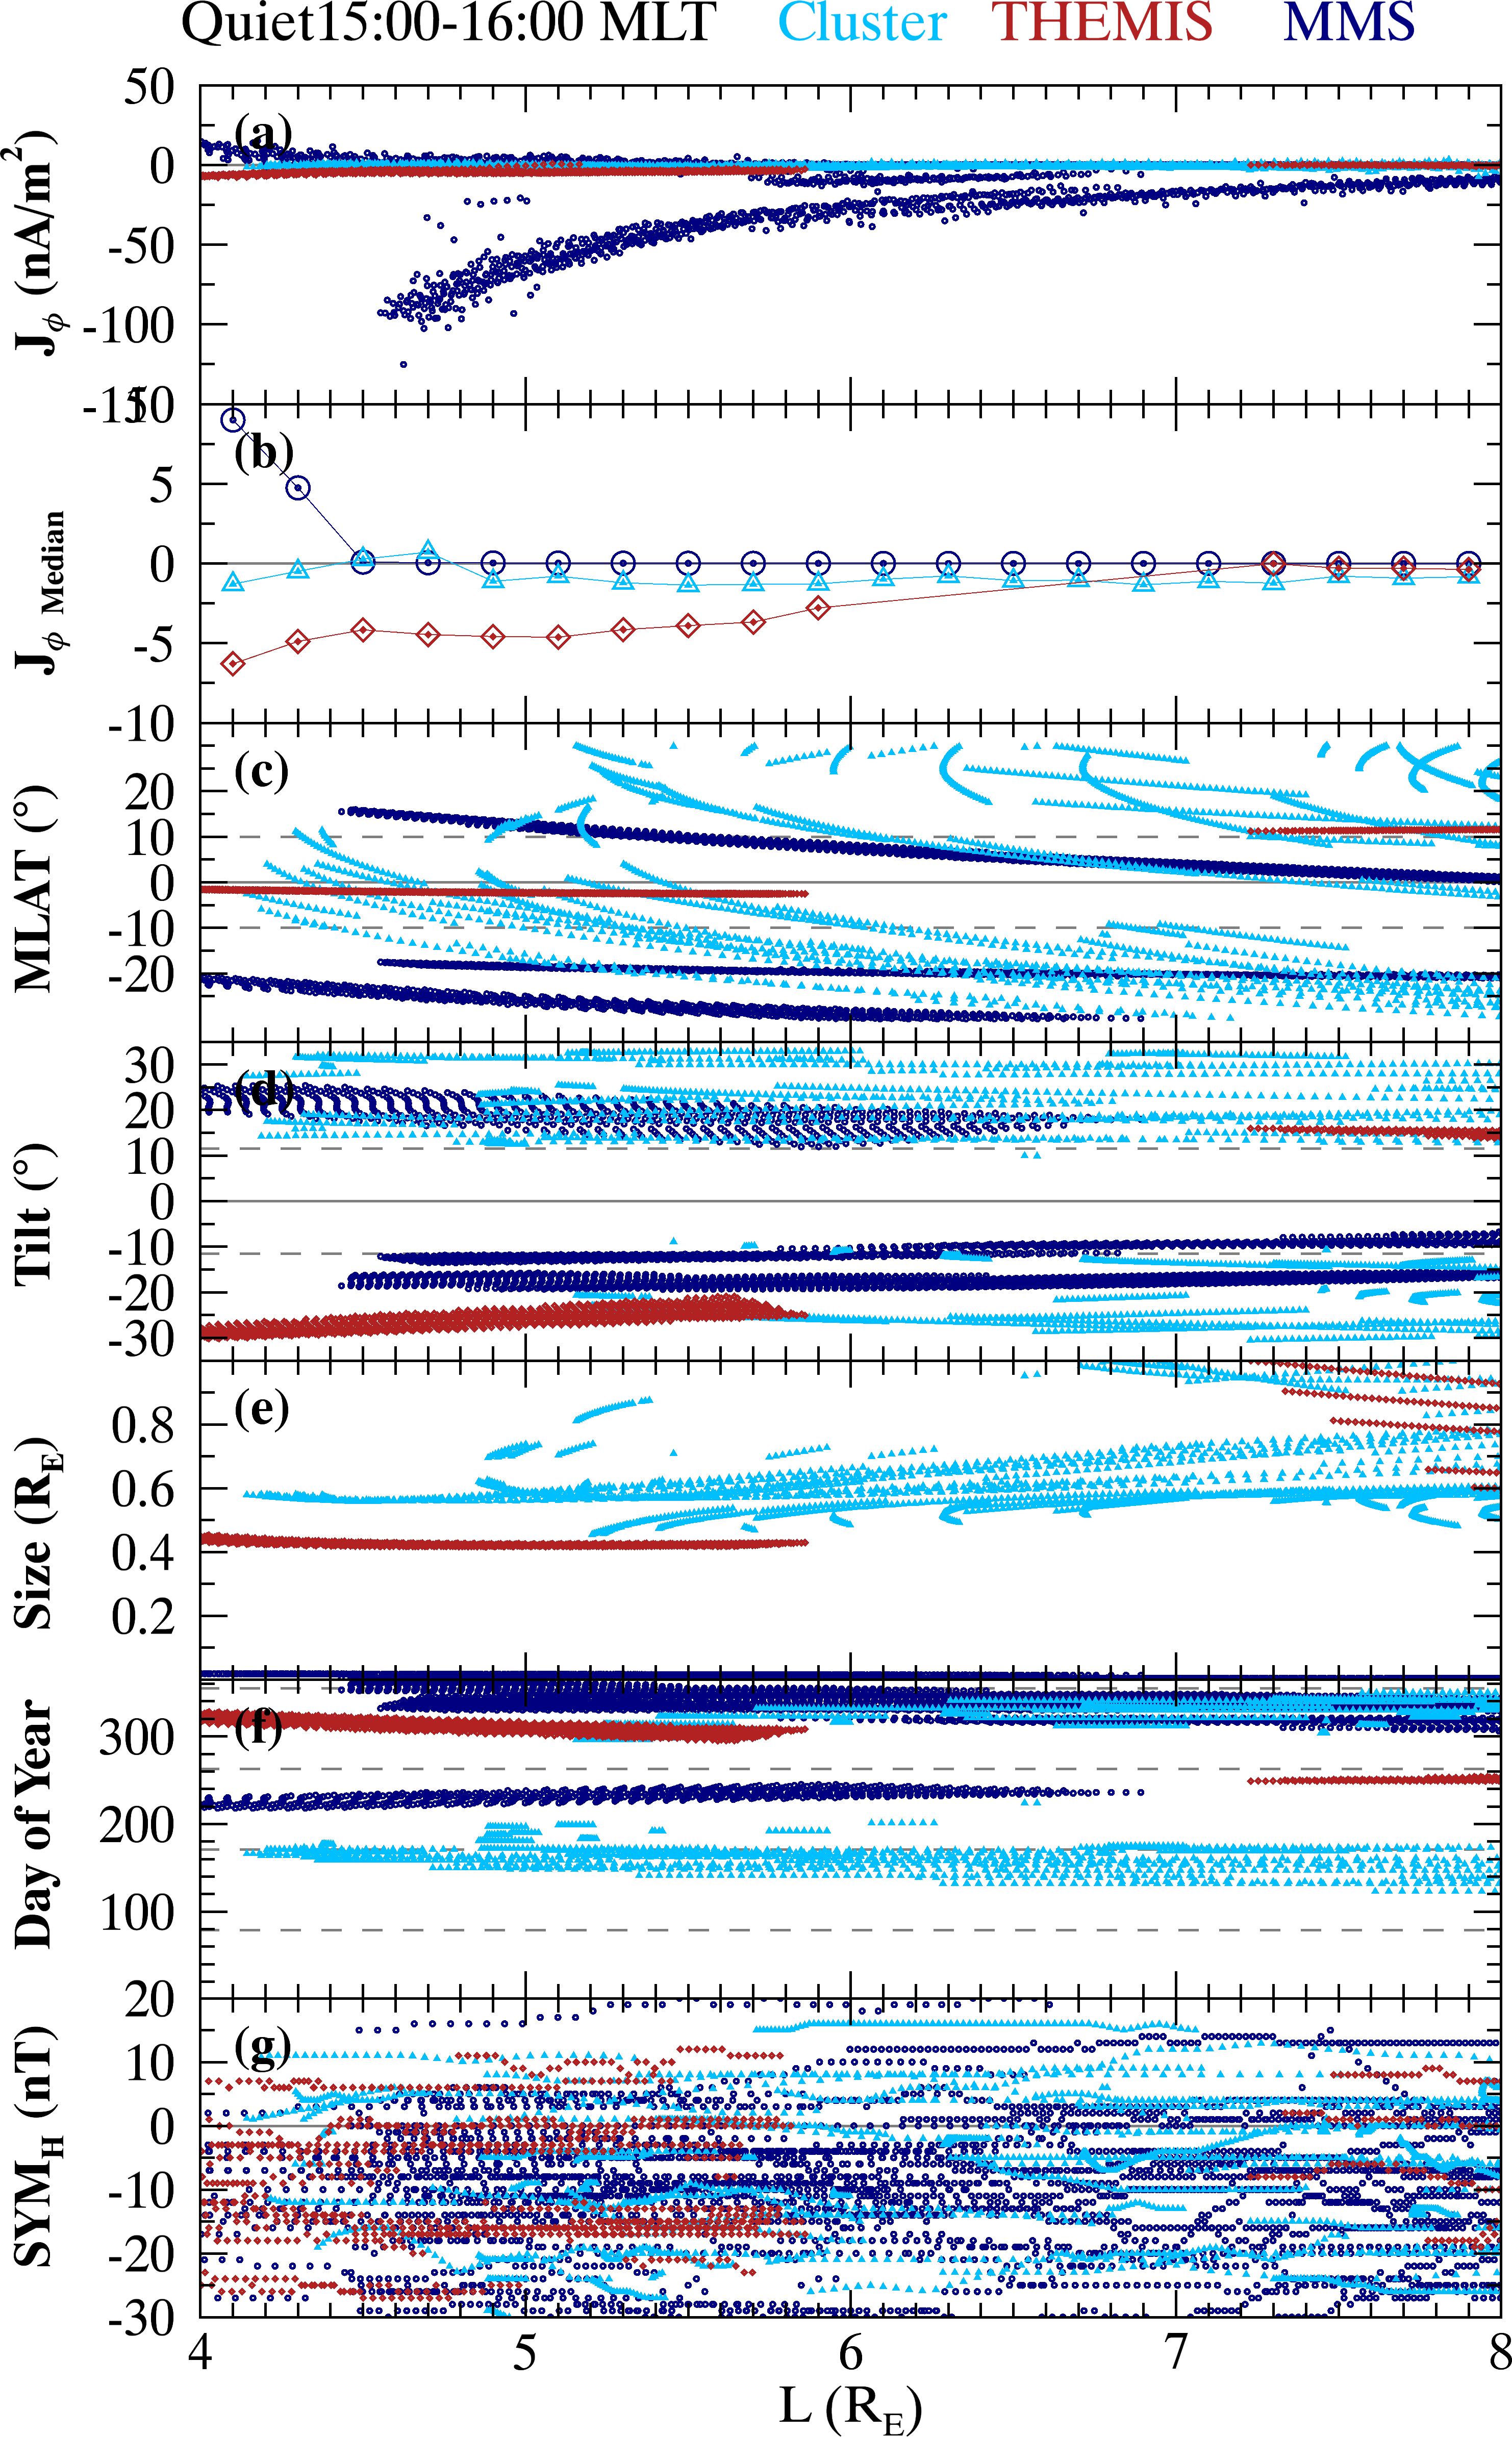 Quiet15:00-16:00 MLT Cluster THEMIS MMS
(a)
J𝜙 (nA/m²)
50
0
-50
-100
-150
(b)
J𝜙 Median
10
5
0
-5
-10
(c)
MLAT (°)
20
10
0
-10
-20
(d)
Tilt (°)
30
20
10
0
-10
-20
-30
(e)
Size (RE)
0.8
0.6
0.4
0.2
(f)
Day of Year
300
200
100
(g)
SYMH (nT)
20
10
0
-10
-20
-30
4 5 6 7 8
L (RE)